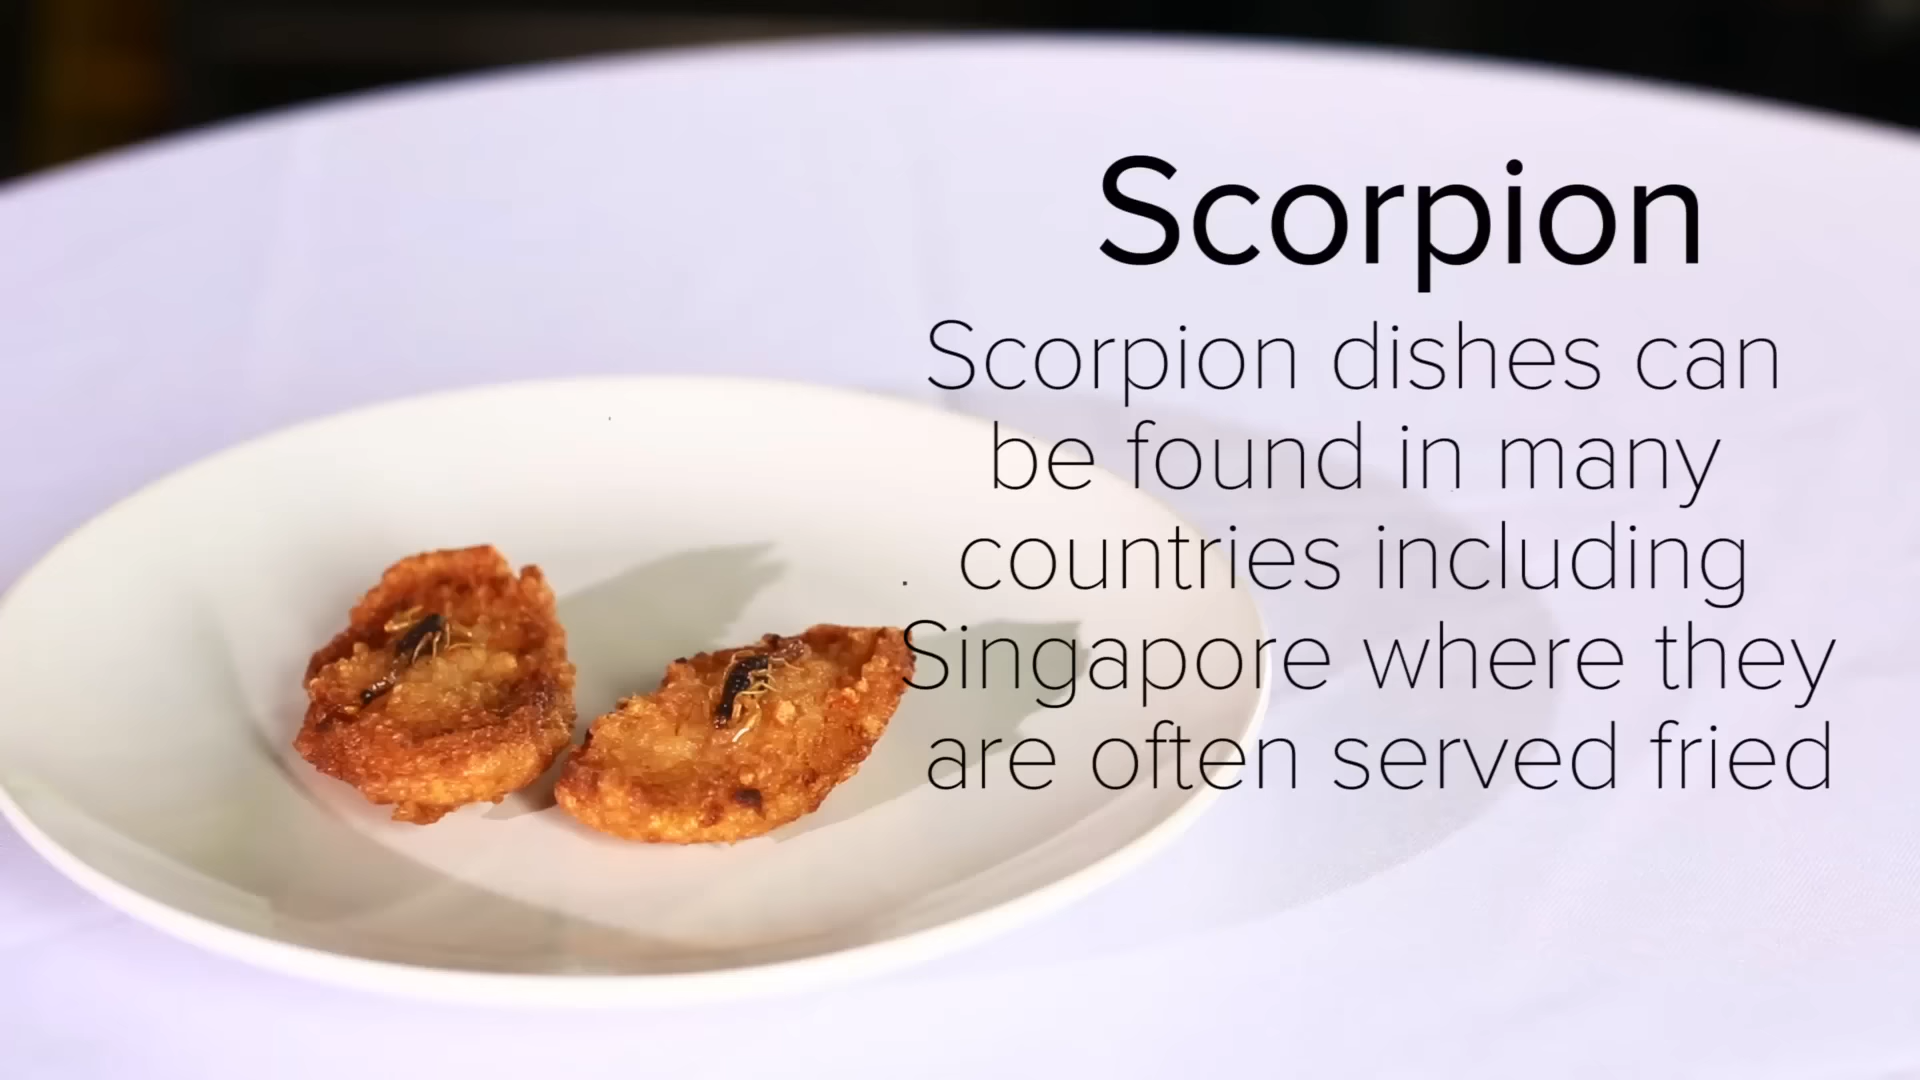 Scorpion
Scorpion dishes can
be found in many
countries including
Singapore where they
are often served fried